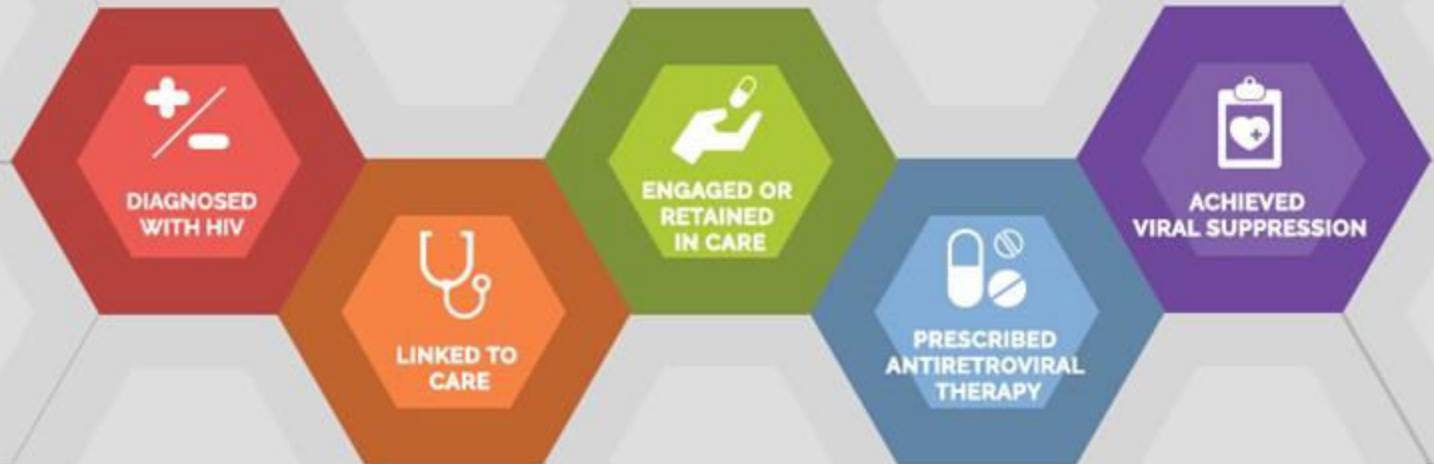 DIAGNOSED
WITH HIV
LINKED TO
CARE
ENGAGED OR
RETAINED
IN CARE
PRESCRIBED
ANTIRETROVIRAL
THERAPY
ACHIEVED
VIRAL SUPPRESSION